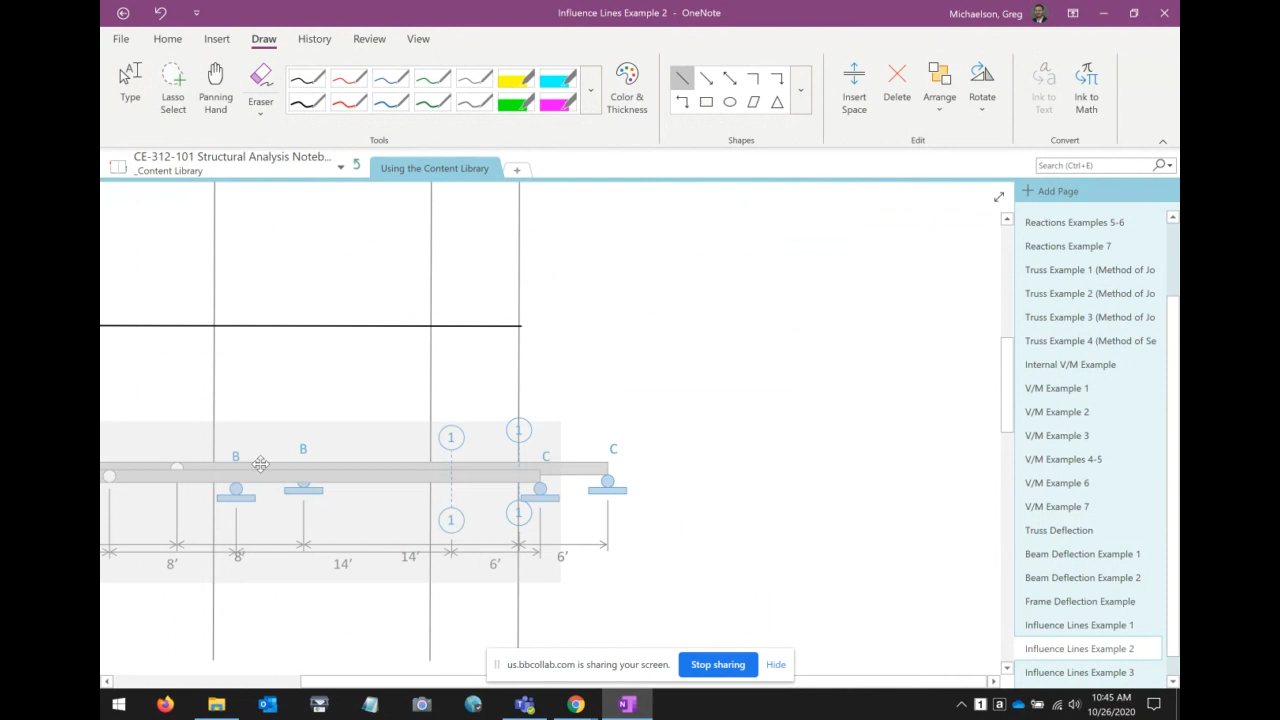 Influence Lines Example 2 - OneNote
Michaelson, Greg
File Home Insert Draw History Review View
Type
Lasso Select
Panning Hand
Eraser
Color & Thickness
Insert Space
Delete
Arrange
Rotate
Ink to Text
Ink to Math
Tools
Shapes
Edit
Convert
CE-312-101 Structural Analysis Noteb...
_Content Library
Using the Content Library
Search (Ctrl+E)
Add Page
Reactions Examples 5-6
Reactions Example 7
Truss Example 1 (Method of Jo
Truss Example 2 (Method of Jo
Truss Example 3 (Method of Jo
Truss Example 4 (Method of Se
Internal V/M Example
V/M Example 1
V/M Example 2
V/M Example 3
V/M Examples 4-5
V/M Example 6
V/M Example 7
Truss Deflection
Beam Deflection Example 1
Beam Deflection Example 2
Frame Deflection Example
Influence Lines Example 1
Influence Lines Example 2
Influence Lines Example 3
1 1
B B C C
1 1
8' 8' 14' 14' 6' 6'
us.bbcollab.com is sharing your screen. Stop sharing Hide
10:45 AM
10/26/2020